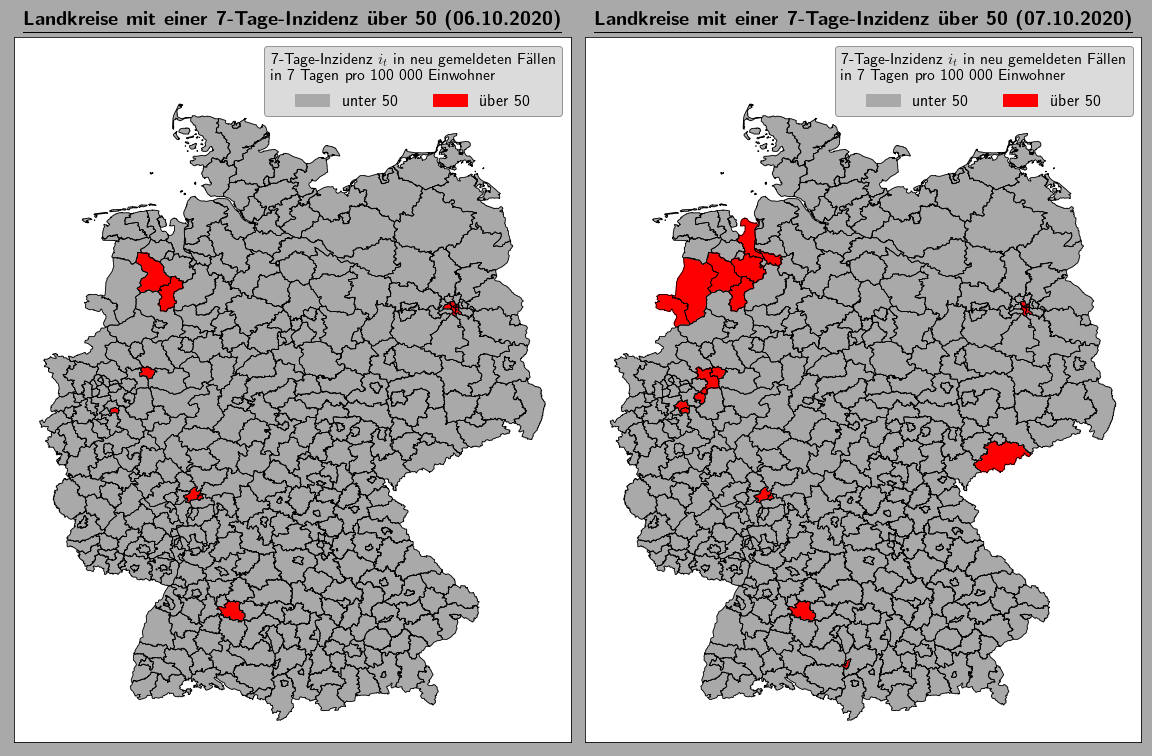 Landkreise mit einer 7-Tage-Inzidenz über 50 (06.10.2020)
7-Tage-Inzidenz iₜ in neu gemeldeten Fällen
in 7 Tagen pro 100 000 Einwohner
unter 50 über 50
Landkreise mit einer 7-Tage-Inzidenz über 50 (07.10.2020)
7-Tage-Inzidenz iₜ in neu gemeldeten Fällen
in 7 Tagen pro 100 000 Einwohner
unter 50 über 50